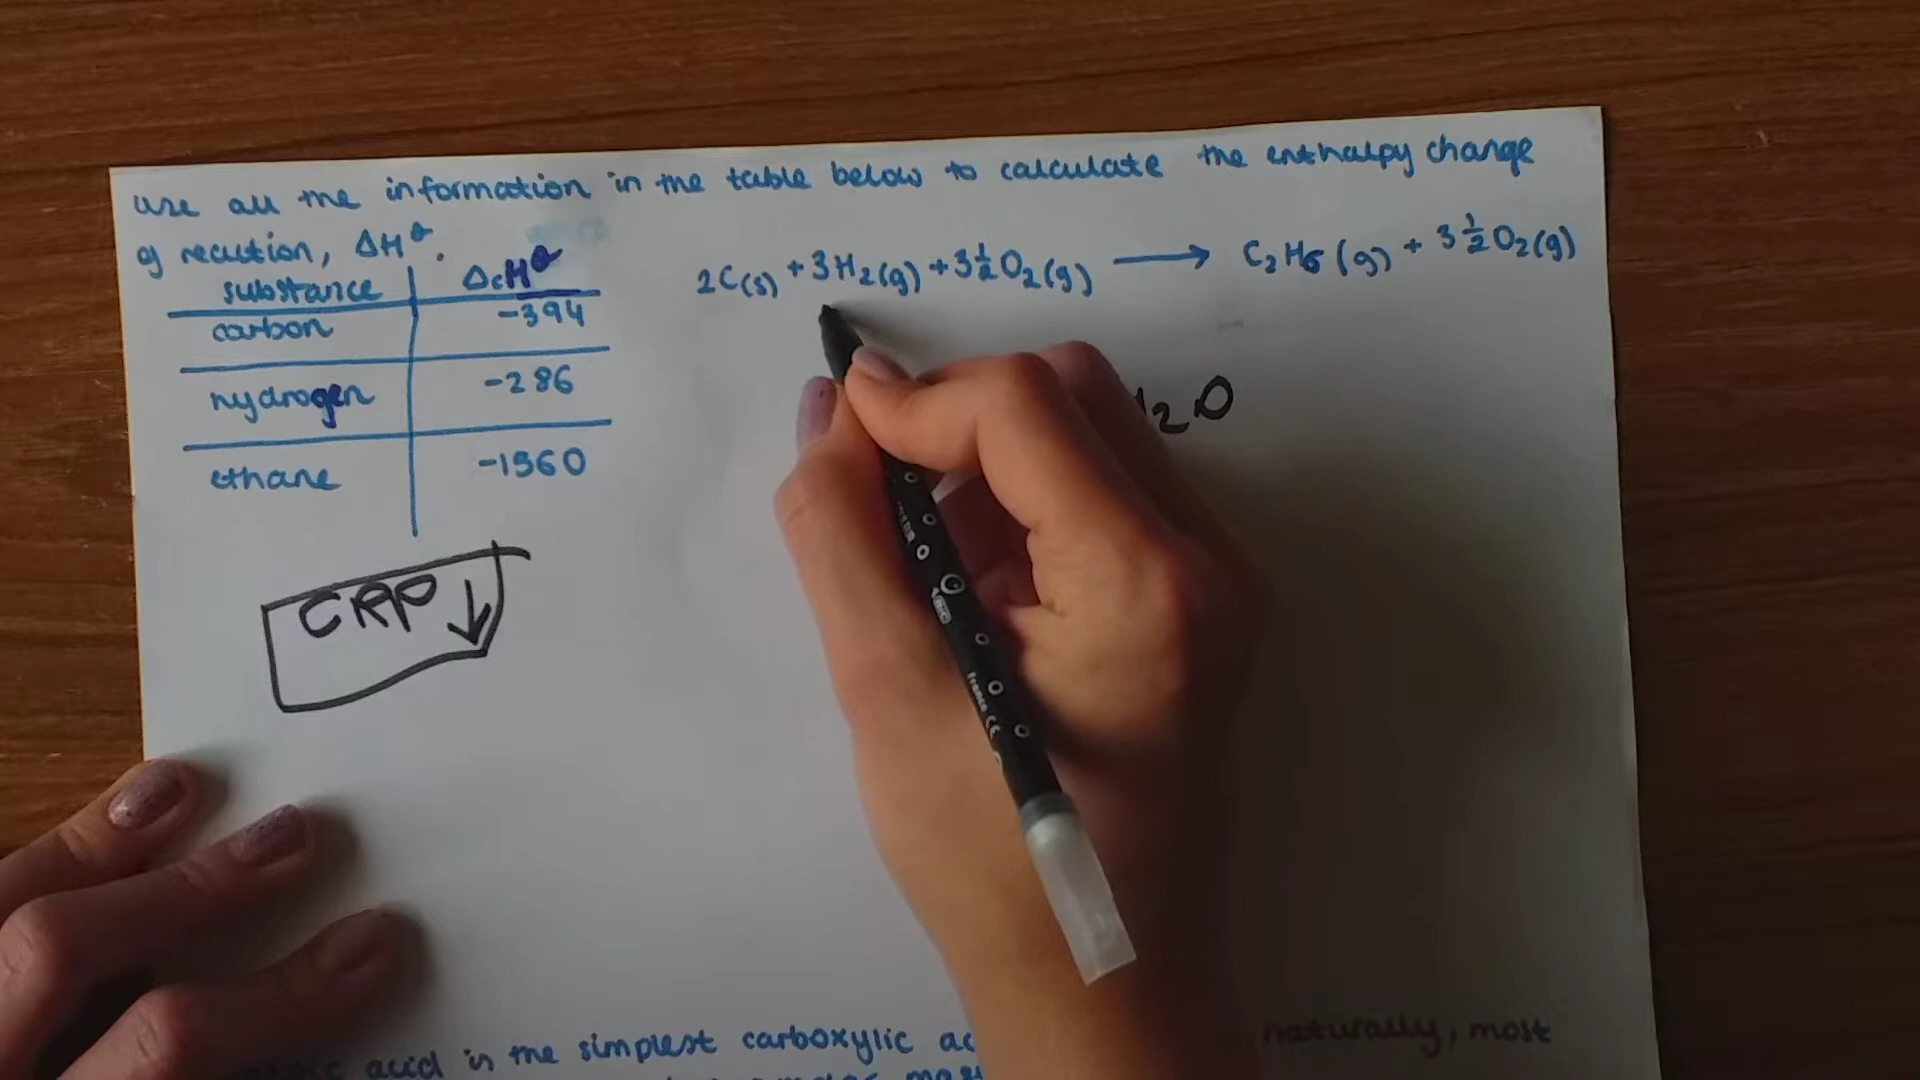 use all the information in the table below to calculate the enthalpy change
of reaction, ΔH⦵.
substance ΔcH⦵
carbon -394
hydrogen -286
ethane -1560
2C(s) + 3H2(g) + 3½O2(g) ⟶ C2H6(g) + 3½O2(g)
2O
CRP ↓
acid is the simplest carboxylic
naturally, most